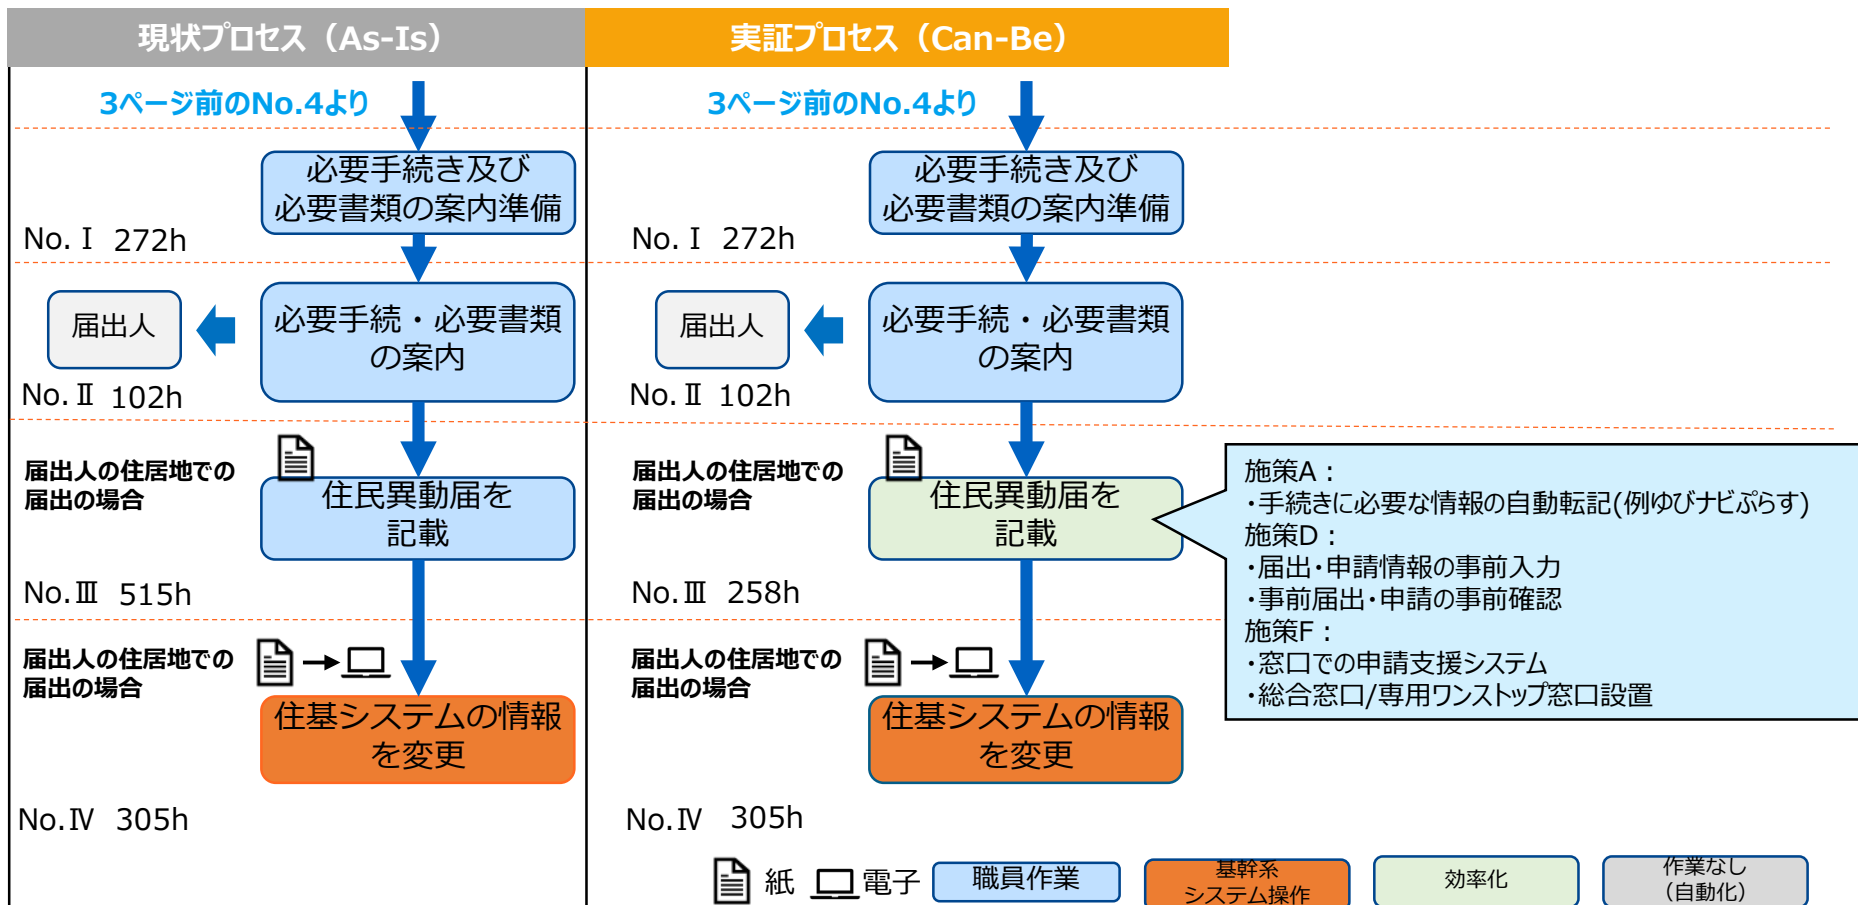 現状プロセス（As-Is）
実証プロセス（Can-Be）
3ページ前のNo.4より
必要手続き及び
必要書類の案内準備
No.Ⅰ 272h
届出人
必要手続・必要書類
の案内
No.Ⅱ 102h
届出人の住居地での
届出の場合
住民異動届を
記載
No.Ⅲ 515h
届出人の住居地での
届出の場合
住基システムの情報
を変更
No.Ⅳ 305h
3ページ前のNo.4より
必要手続き及び
必要書類の案内準備
No.Ⅰ 272h
届出人
必要手続・必要書類
の案内
No.Ⅱ 102h
届出人の住居地での
届出の場合
住民異動届を
記載
No.Ⅲ 258h
施策A：
・手続きに必要な情報の自動転記(例ゆびナビぷらす)
施策D：
・届出・申請情報の事前入力
・事前届出・申請の事前確認
施策F：
・窓口での申請支援システム
・総合窓口/専用ワンストップ窓口設置
届出人の住居地での
届出の場合
住基システムの情報
を変更
No.Ⅳ 305h
紙
電子
職員作業
基幹系
システム操作
効率化
作業なし
（自動化）